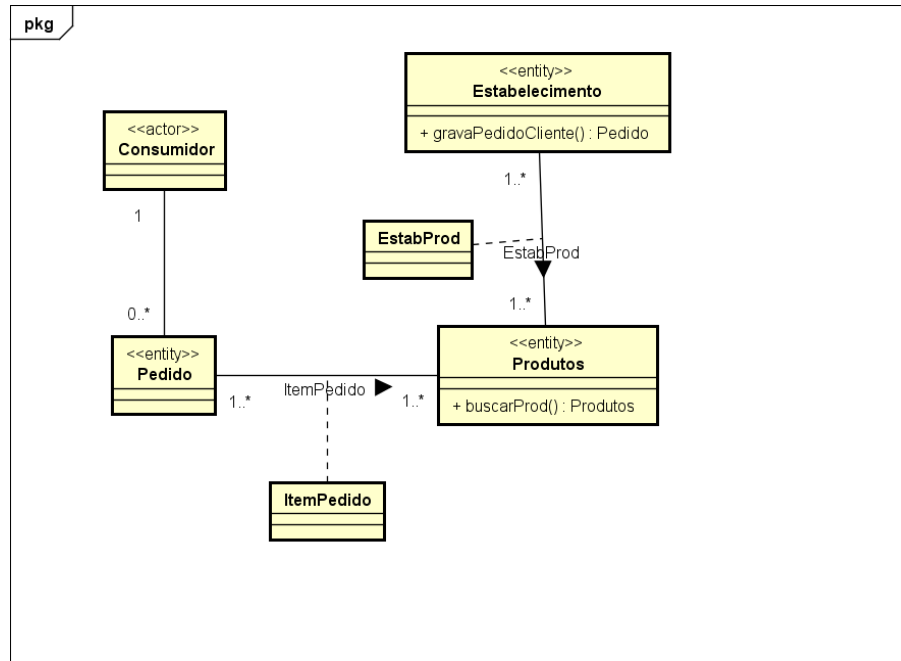 pkg
<<entity>>
Estabelecimento
+ gravaPedidoCliente() : Pedido
<<actor>>
Consumidor
1
1..*
EstabProd
EstabProd
0..*
1..*
<<entity>>
Pedido
<<entity>>
Produtos
+ buscarProd() : Produtos
ItemPedido
1..*
1..*
ItemPedido